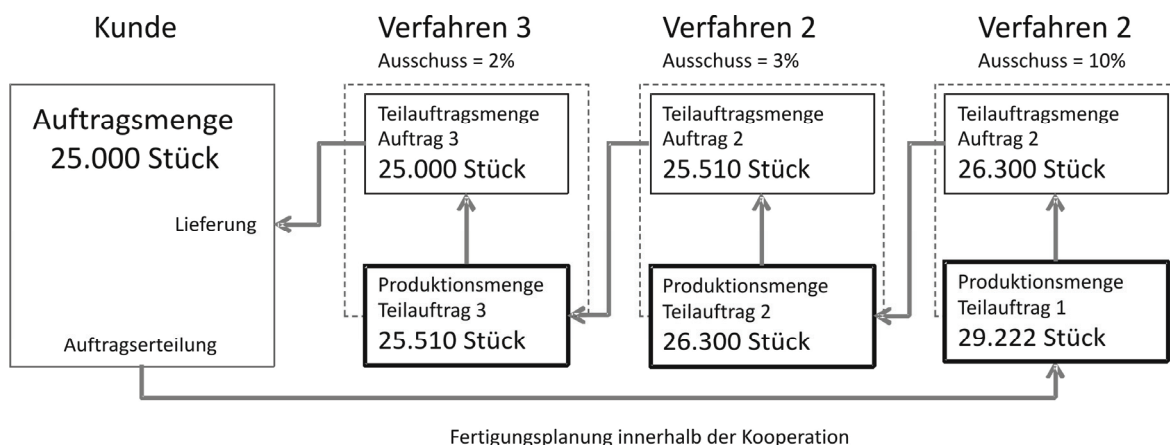 Kunde
Auftragsmenge
25.000 Stück
Lieferung
Auftragserteilung
Verfahren 3
Ausschuss = 2%
Teilauftragsmenge
Auftrag 3
25.000 Stück
Produktionsmenge
Teilauftrag 3
25.510 Stück
Verfahren 2
Ausschuss = 3%
Teilauftragsmenge
Auftrag 2
25.510 Stück
Produktionsmenge
Teilauftrag 2
26.300 Stück
Verfahren 2
Ausschuss = 10%
Teilauftragsmenge
Auftrag 2
26.300 Stück
Produktionsmenge
Teilauftrag 1
29.222 Stück
Fertigungsplanung innerhalb der Kooperation